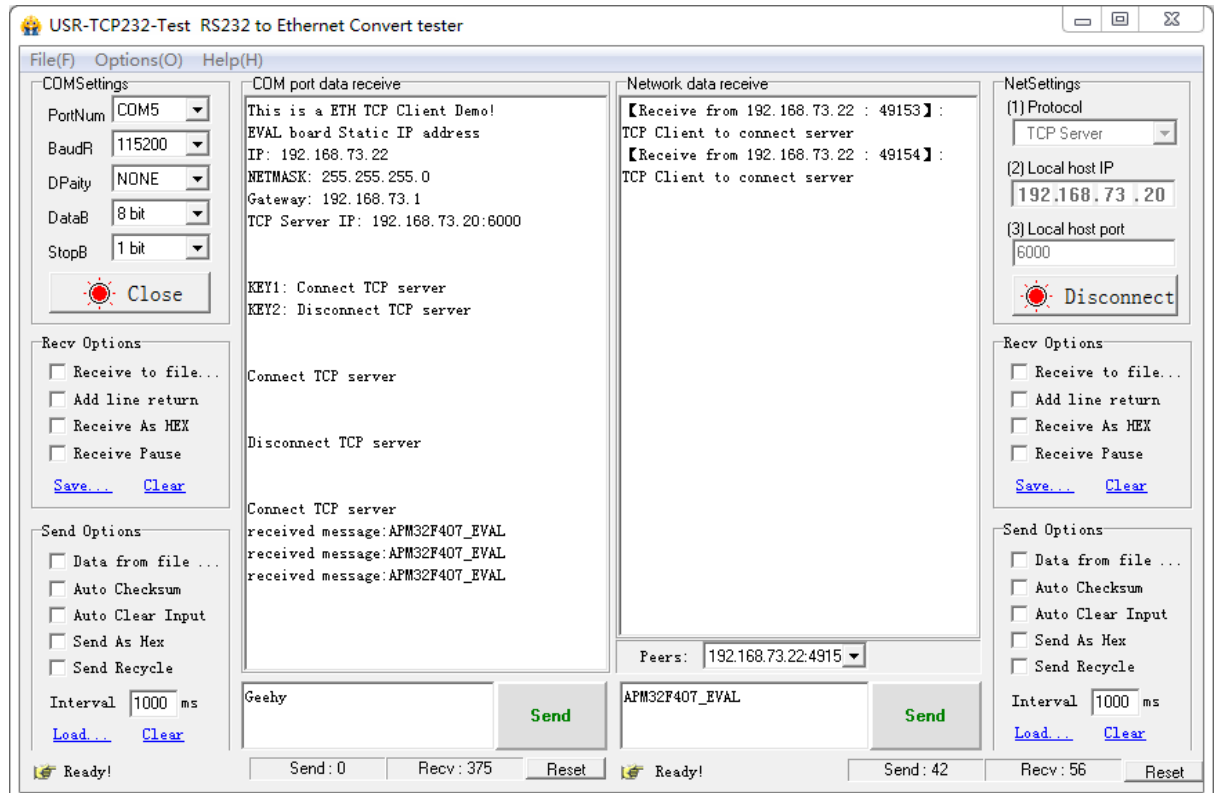 USR-TCP232-Test RS232 to Ethernet Convert tester
File(F) Options(O) Help(H)
COMSettings
PortNum COM5
BaudR 115200
DPaity NONE
DataB 8 bit
StopB 1 bit
Close
Recv Options
Receive to file...
Add line return
Receive As HEX
Receive Pause
Save... Clear
Send Options
Data from file ...
Auto Checksum
Auto Clear Input
Send As Hex
Send Recycle
Interval 1000 ms
Load... Clear
COM port data receive
This is a ETH TCP Client Demo!
EVAL board Static IP address
IP: 192.168.73.22
NETMASK: 255.255.255.0
Gateway: 192.168.73.1
TCP Server IP: 192.168.73.20:6000
KEY1: Connect TCP server
KEY2: Disconnect TCP server
Connect TCP server
Disconnect TCP server
Connect TCP server
received message:APM32F407_EVAL
received message:APM32F407_EVAL
received message:APM32F407_EVAL
Geehy
Send
Network data receive
【Receive from 192.168.73.22 : 49153】:
TCP Client to connect server
【Receive from 192.168.73.22 : 49154】:
TCP Client to connect server
Peers: 192.168.73.22:4915
APM32F407_EVAL
Send
NetSettings
(1) Protocol
TCP Server
(2) Local host IP
192.168.73.20
(3) Local host port
6000
Disconnect
Recv Options
Receive to file...
Add line return
Receive As HEX
Receive Pause
Save... Clear
Send Options
Data from file ...
Auto Checksum
Auto Clear Input
Send As Hex
Send Recycle
Interval 1000 ms
Load... Clear
Ready! Send : 0 Recv : 375 Reset
Ready! Send : 42 Recv : 56 Reset